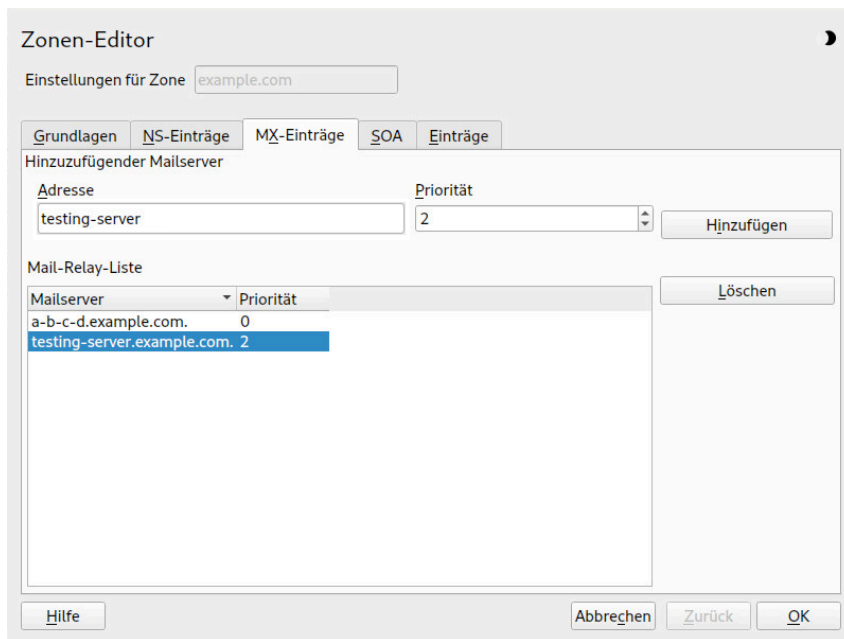 Zonen-Editor
Einstellungen für Zone example.com
Grundlagen NS-Einträge MX-Einträge SOA Einträge
Hinzuzufügender Mailserver
Adresse Priorität
testing-server 2 Hinzufügen
Mail-Relay-Liste
Löschen
Mailserver Priorität
a-b-c-d.example.com. 0
testing-server.example.com. 2
Hilfe Abbrechen Zurück OK